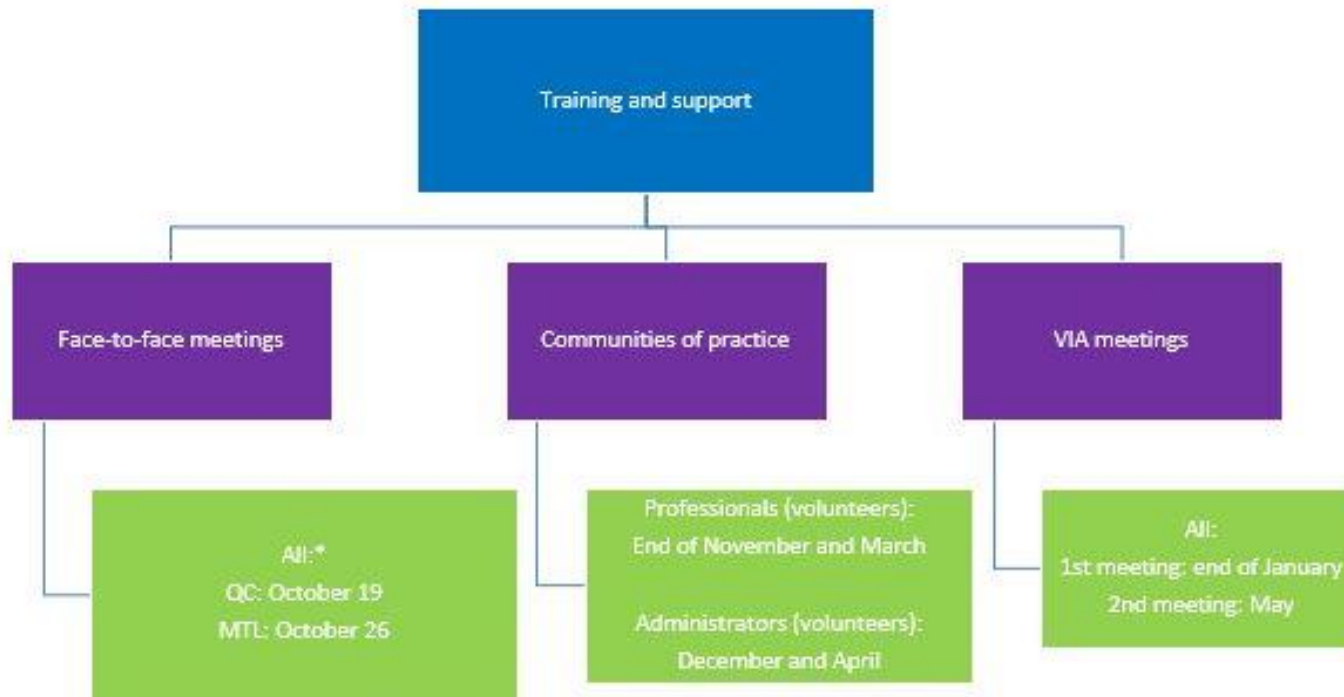 Training and support
Face-to-face meetings
Communities of practice
VIA meetings
All:*
QC: October 19
MTL: October 26
Professionals (volunteers):
End of November and March
Administrators (volunteers):
December and April
All:
1st meeting: end of January
2nd meeting: May